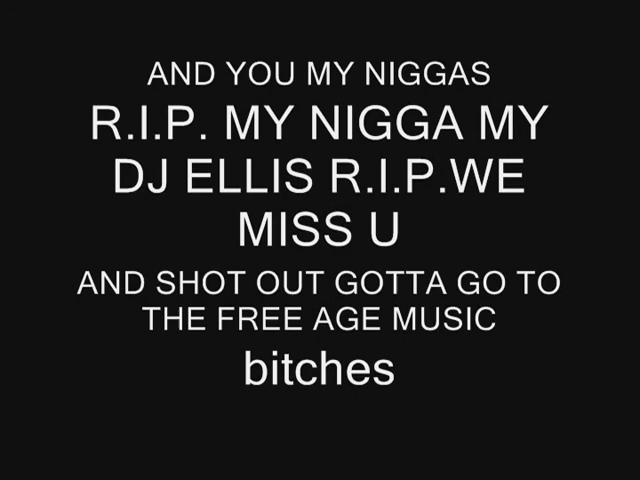 AND YOU MY NIGGAS
R.I.P. MY NIGGA MY
DJ ELLIS R.I.P.WE
MISS U
AND SHOT OUT GOTTA GO TO
THE FREE AGE MUSIC
bitches